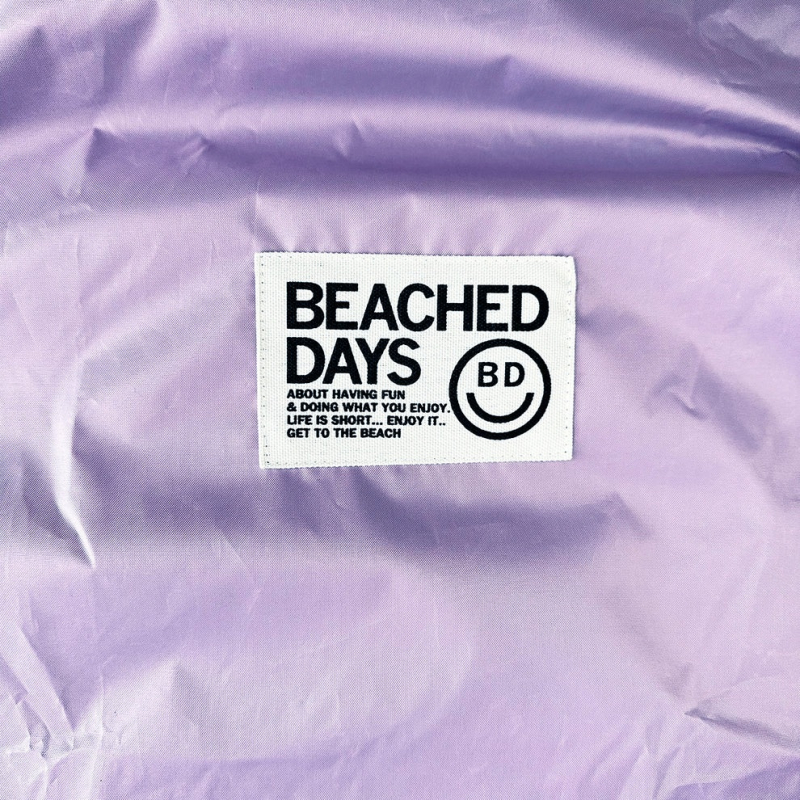 BEACHED
DAYS
BD
ABOUT HAVING FUN
& DOING WHAT YOU ENJOY.
LIFE IS SHORT... ENJOY IT..
GET TO THE BEACH